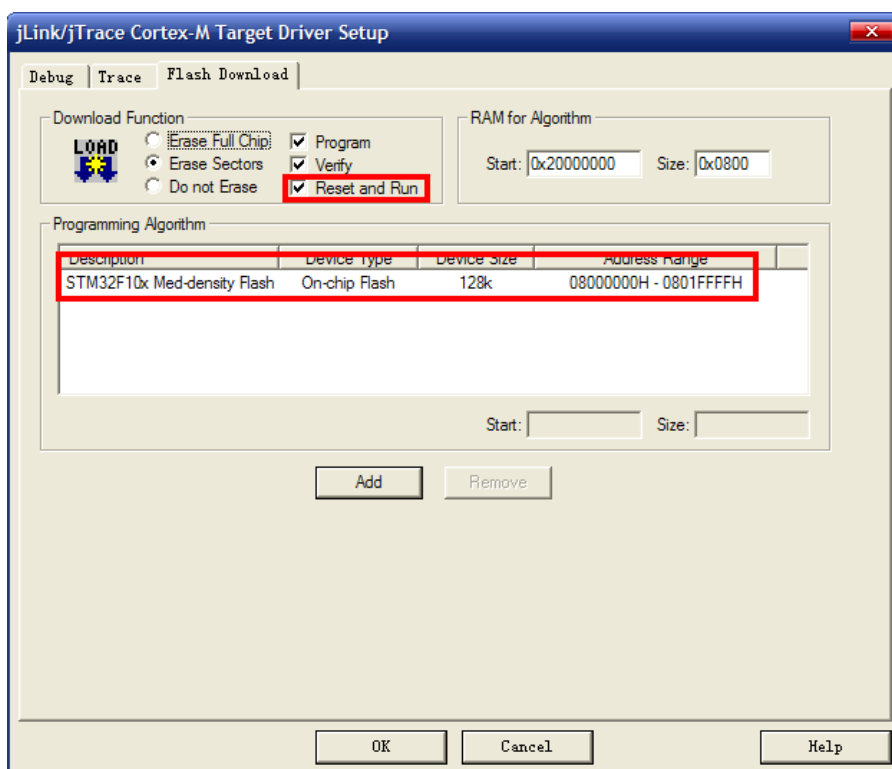 jLink/jTrace Cortex-M Target Driver Setup
Debug Trace Flash Download
Download Function
LOAD
Erase Full Chip
Erase Sectors
Do not Erase
Program
Verify
Reset and Run
RAM for Algorithm
Start: 0x20000000 Size: 0x0800
Programming Algorithm
Description Device Type Device Size Address Range
STM32F10x Med-density Flash On-chip Flash 128k 08000000H - 0801FFFFH
Start: Size:
Add Remove
OK Cancel Help